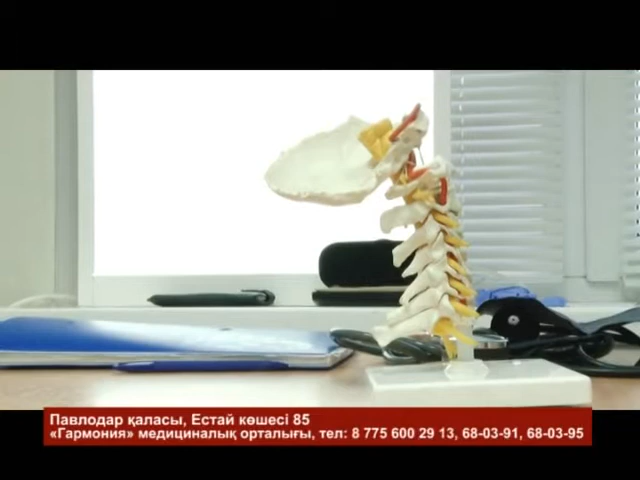 Павлодар қаласы, Естай көшесі 85
«Гармония» медициналық орталығы, тел: 8 775 600 29 13, 68-03-91, 68-03-95